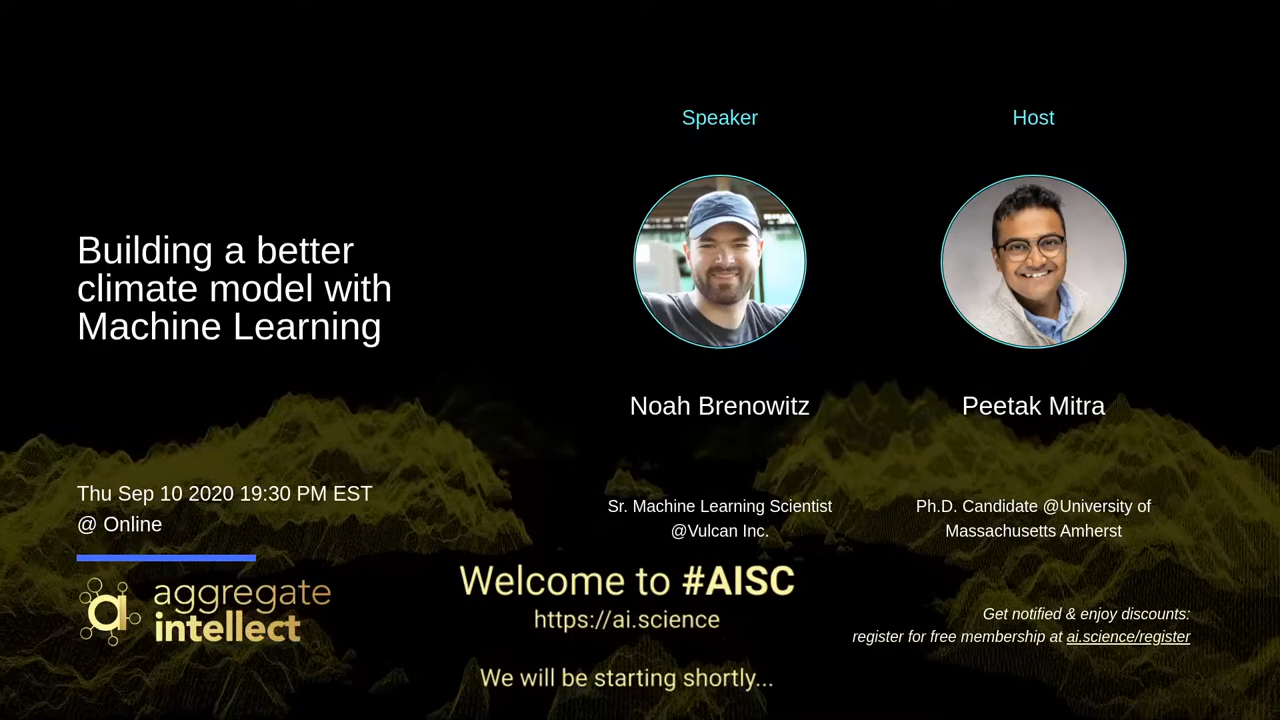 Building a better
climate model with
Machine Learning
Thu Sep 10 2020 19:30 PM EST
@ Online
aggregate
intellect
Speaker
Noah Brenowitz
Sr. Machine Learning Scientist
@Vulcan Inc.
Host
Peetak Mitra
Ph.D. Candidate @University of
Massachusetts Amherst
Welcome to #AISC
https://ai.science
We will be starting shortly...
Get notified & enjoy discounts:
register for free membership at ai.science/register